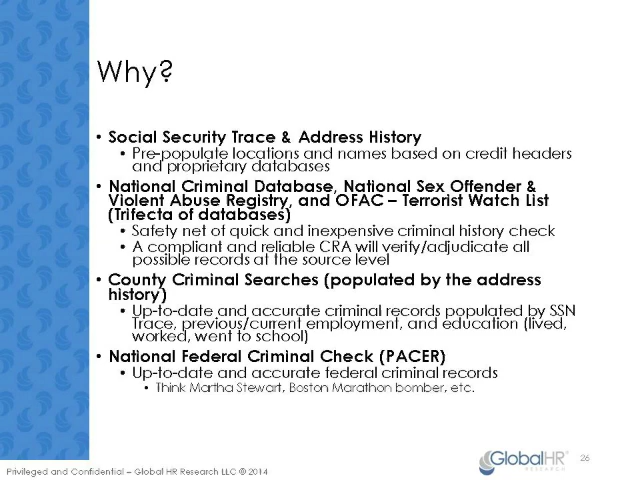 Why?
• Social Security Trace & Address History
• Pre-populate locations and names based on credit headers
and proprietary databases
• National Criminal Database, National Sex Offender &
Violent Abuse Registry, and OFAC – Terrorist Watch List
(Trifecta of databases)
• Safety net of quick and inexpensive criminal history check
• A compliant and reliable CRA will verify/adjudicate all
possible records at the source level
• County Criminal Searches (populated by the address
history)
• Up-to-date and accurate criminal records populated by SSN
Trace, previous/current employment, and education (lived,
worked, went to school)
• National Federal Criminal Check (PACER)
• Up-to-date and accurate federal criminal records
• Think Martha Stewart, Boston Marathon bomber, etc.
GlobalHR
RESEARCH
26
Privileged and Confidential – Global HR Research LLC © 2014